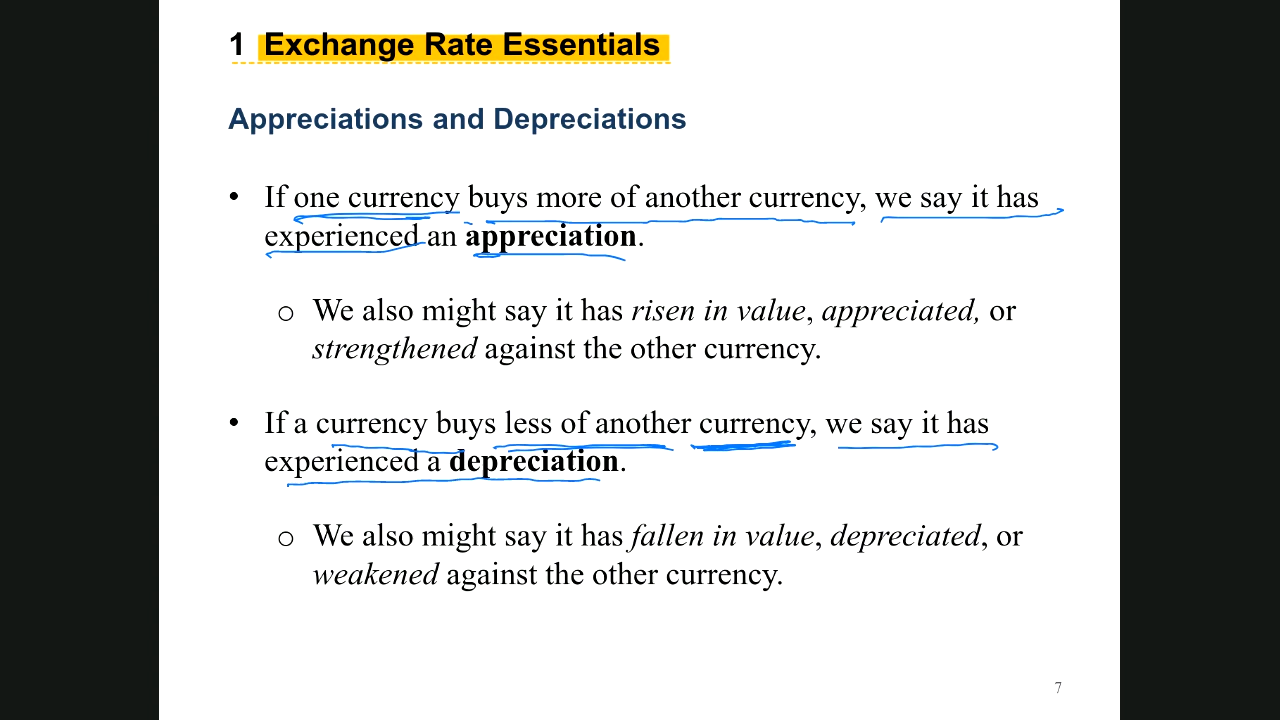 1 Exchange Rate Essentials
Appreciations and Depreciations
• If one currency buys more of another currency, we say it has
experienced an appreciation.
o We also might say it has risen in value, appreciated, or
strengthened against the other currency.
• If a currency buys less of another currency, we say it has
experienced a depreciation.
o We also might say it has fallen in value, depreciated, or
weakened against the other currency.
7